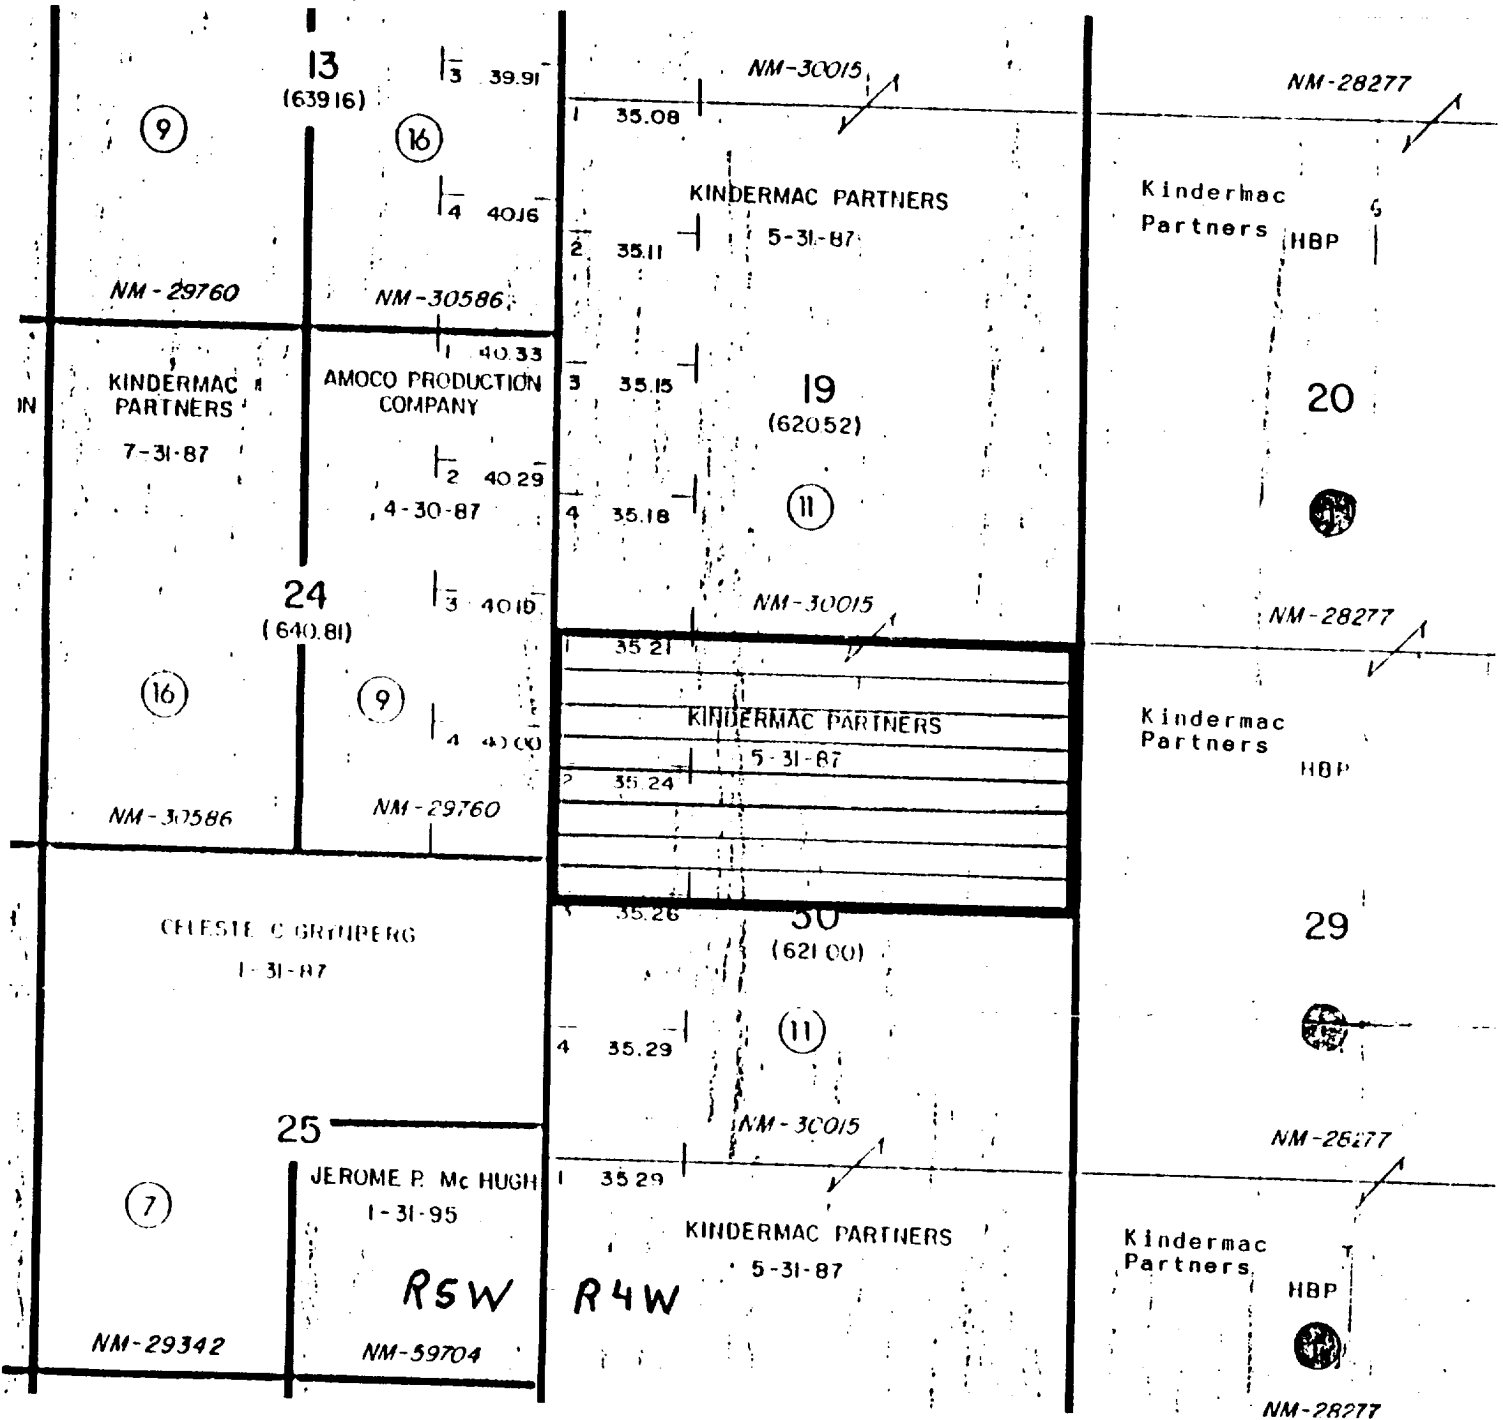 13
(639.16)
9
16
3 39.91
4 40.16
NM-29760
NM-30586
NM-30015
NM-28277
1 35.08
KINDERMAC PARTNERS
5-31-87
2 35.11
3 35.15
19
(620.52)
4 35.18
11
NM-30015
Kindermac
Partners
HBP
20
NM-28277
KINDERMAC
PARTNERS
7-31-87
1 40.33
AMOCO PRODUCTION
COMPANY
2 40.29
4-30-87
24
(640.81)
3 40.10
16
9
4 40.00
NM-30586
NM-29760
1 35.21
KINDERMAC PARTNERS
5-31-87
2 35.24
3 35.26
30
(621.00)
11
4 35.29
NM-30015
Kindermac
Partners
HBP
29
NM-28277
CELESTE C. GRYNBERG
1-31-87
25
JEROME P. Mc HUGH
1-31-95
7
R5W
NM-29342
NM-59704
1 35.29
KINDERMAC PARTNERS
5-31-87
R4W
Kindermac
Partners
HBP
NM-28277